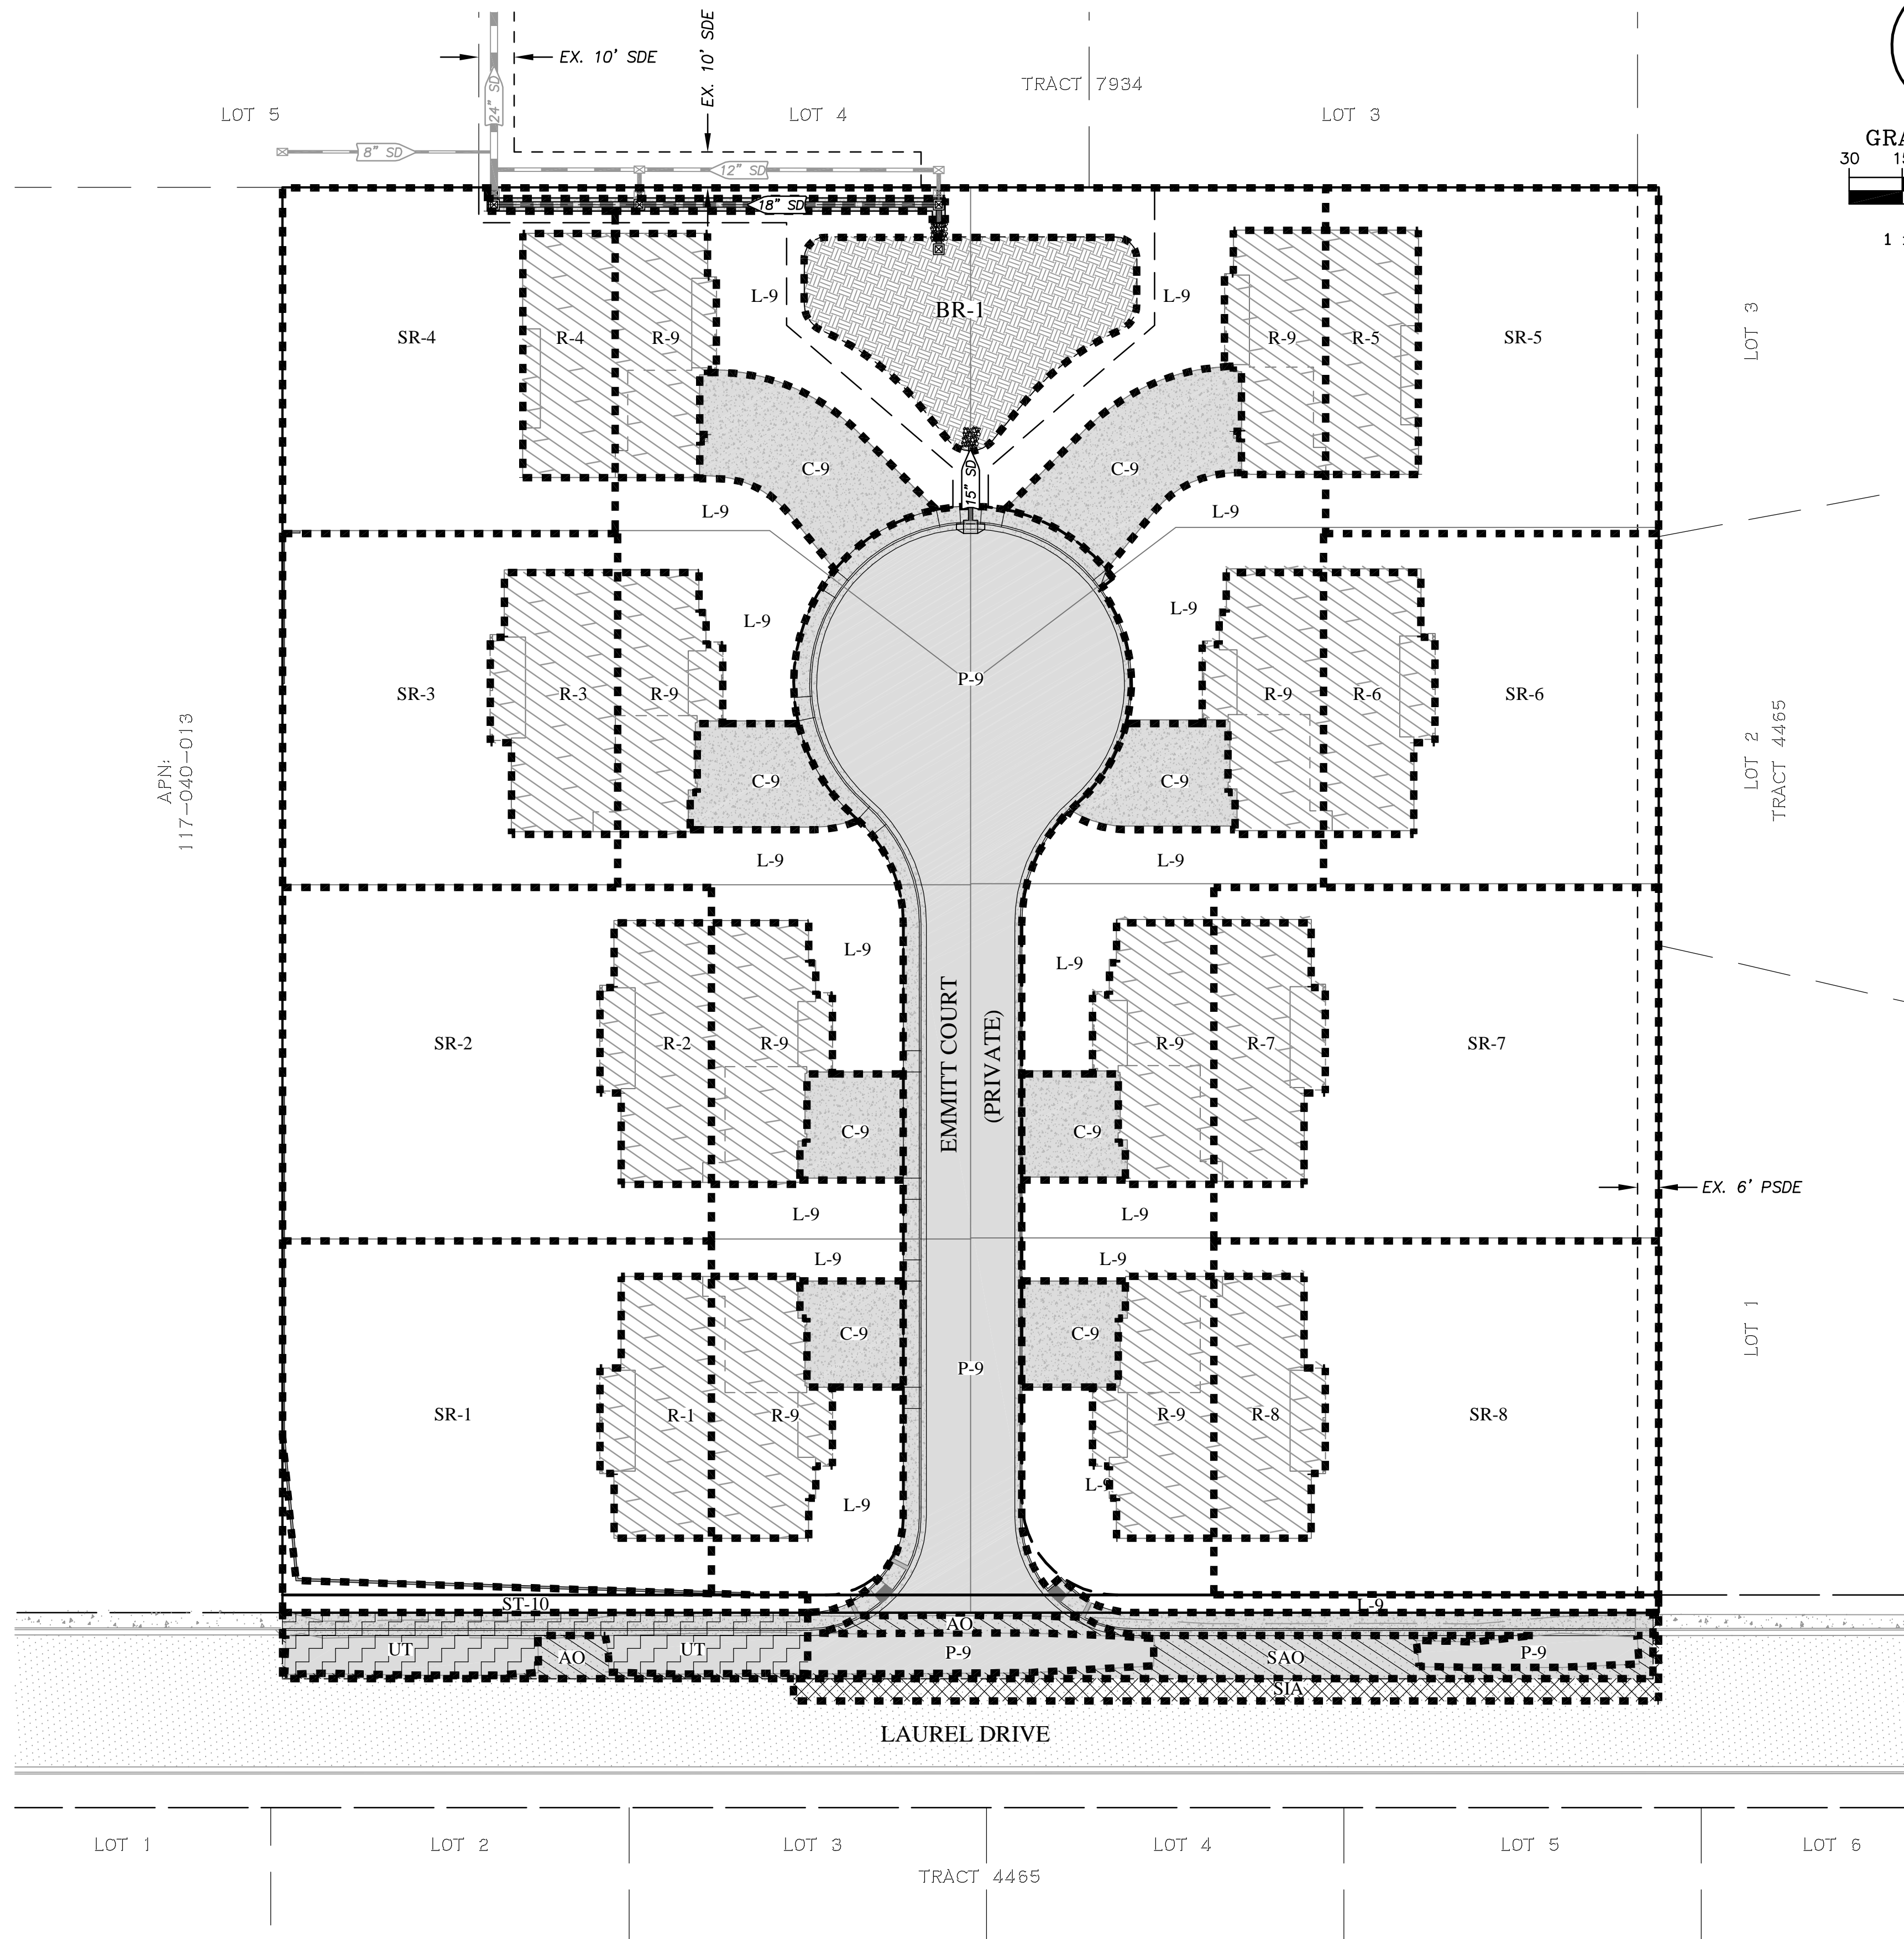 EX. 10' SDE
EX. 10' SDE
24" SD
TRACT 7934
LOT 5
LOT 4
LOT 3
GRA
30
8" SD
12" SD
18" SD
1
L-9
BR-1
L-9
LOT 3
SR-4
R-4
R-9
R-9
R-5
SR-5
C-9
C-9
15" SD
L-9
L-9
L-9
L-9
P-9
SR-3
R-3
R-9
R-9
R-6
SR-6
APN:
117-040-013
LOT 2
TRACT 4465
C-9
C-9
L-9
L-9
L-9
L-9
EMMITT COURT
(PRIVATE)
SR-2
R-2
R-9
R-9
R-7
SR-7
C-9
C-9
EX. 6' PSDE
L-9
L-9
L-9
L-9
C-9
C-9
LOT 1
P-9
SR-1
R-1
R-9
R-9
R-8
SR-8
L-9
L-9
ST-10
L-9
AO
UT
AO
UT
P-9
SAO
P-9
SIA
LAUREL DRIVE
LOT 1
LOT 2
LOT 3
LOT 4
LOT 5
LOT 6
TRACT 4465